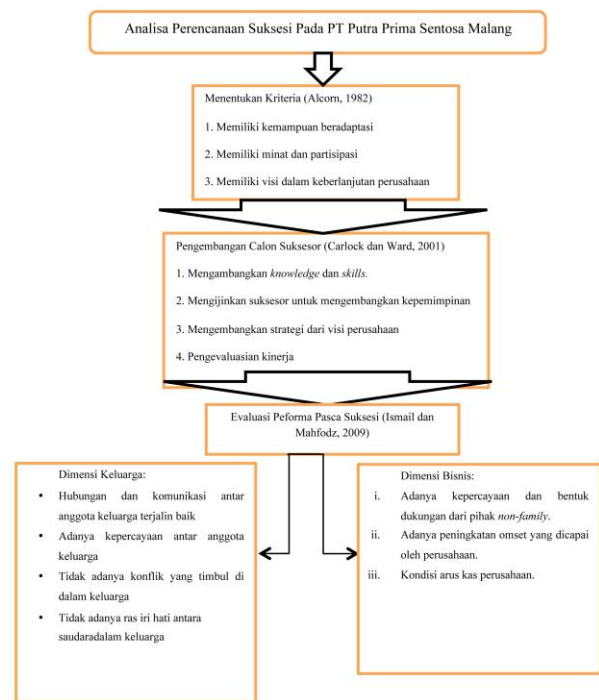 Analisa Perencanaan Suksesi Pada PT Putra Prima Sentosa Malang
Menentukan Kriteria (Alcorn, 1982)
1. Memiliki kemampuan beradaptasi
2. Memiliki minat dan partisipasi
3. Memiliki visi dalam keberlanjutan perusahaan
Pengembangan Calon Suksesor (Carlock dan Ward, 2001)
1. Mengambangkan knowledge dan skills.
2. Mengijinkan suksesor untuk mengembangkan kepemimpinan
3. Mengembangkan strategi dari visi perusahaan
4. Pengevaluasian kinerja
Evaluasi Peforma Pasca Suksesi (Ismail dan
Mahfodz, 2009)
Dimensi Keluarga:
• Hubungan dan komunikasi antar
anggota keluarga terjalin baik
• Adanya kepercayaan antar anggota
keluarga
• Tidak adanya konflik yang timbul di
dalam keluarga
• Tidak adanya ras iri hati antara
saudaradalam keluarga
Dimensi Bisnis:
i. Adanya kepercayaan dan bentuk
dukungan dari pihak non-family.
ii. Adanya peningkatan omset yang dicapai
oleh perusahaan.
iii. Kondisi arus kas perusahaan.